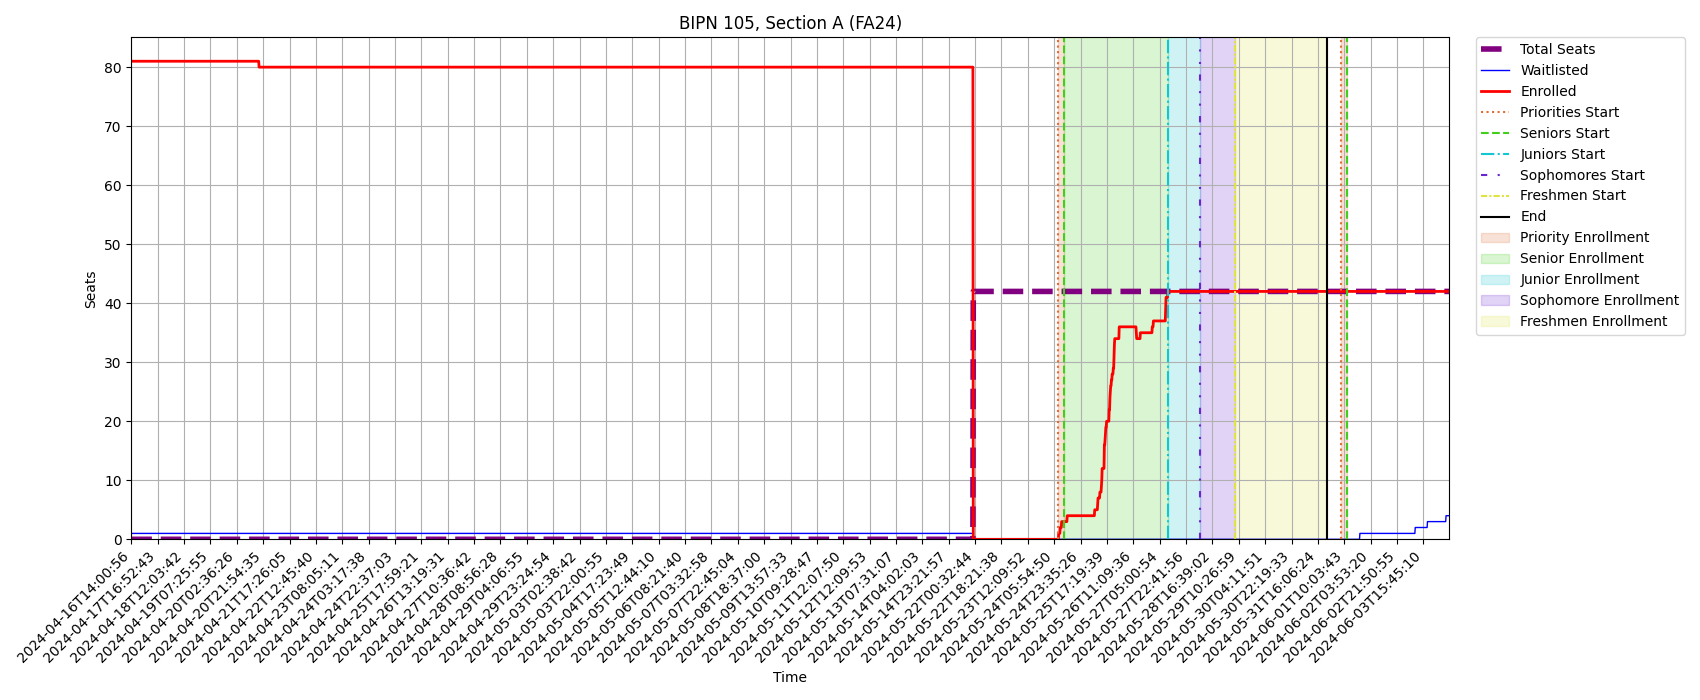 BIPN 105, Section A (FA24)
Seats
80
70
60
50
40
30
20
10
0
2024-04-16T14:00:56
2024-04-17T16:52:43
2024-04-18T12:03:42
2024-04-19T07:25:55
2024-04-20T02:36:26
2024-04-20T21:54:35
2024-04-21T17:26:05
2024-04-22T12:45:40
2024-04-23T08:05:11
2024-04-24T03:17:38
2024-04-24T22:37:03
2024-04-25T17:59:21
2024-04-26T13:19:31
2024-04-27T10:36:42
2024-04-28T08:56:28
2024-04-29T04:06:55
2024-04-29T23:24:54
2024-05-03T02:38:42
2024-05-03T22:00:55
2024-05-04T17:23:49
2024-05-05T12:44:10
2024-05-06T08:21:40
2024-05-07T03:32:58
2024-05-07T22:45:04
2024-05-08T18:37:00
2024-05-09T13:57:33
2024-05-10T09:28:47
2024-05-11T12:07:50
2024-05-12T12:09:53
2024-05-13T07:31:07
2024-05-14T04:02:03
2024-05-14T23:21:57
2024-05-22T00:32:44
2024-05-22T18:21:38
2024-05-23T12:09:52
2024-05-24T05:54:50
2024-05-24T23:35:26
2024-05-25T17:19:39
2024-05-26T11:09:36
2024-05-27T05:00:54
2024-05-27T22:41:56
2024-05-28T16:39:02
2024-05-29T10:26:59
2024-05-30T04:11:51
2024-05-30T22:19:33
2024-05-31T16:06:24
2024-06-01T10:03:43
2024-06-02T03:53:20
2024-06-02T21:50:55
2024-06-03T15:45:10
Time
Total Seats
Waitlisted
Enrolled
Priorities Start
Seniors Start
Juniors Start
Sophomores Start
Freshmen Start
End
Priority Enrollment
Senior Enrollment
Junior Enrollment
Sophomore Enrollment
Freshmen Enrollment